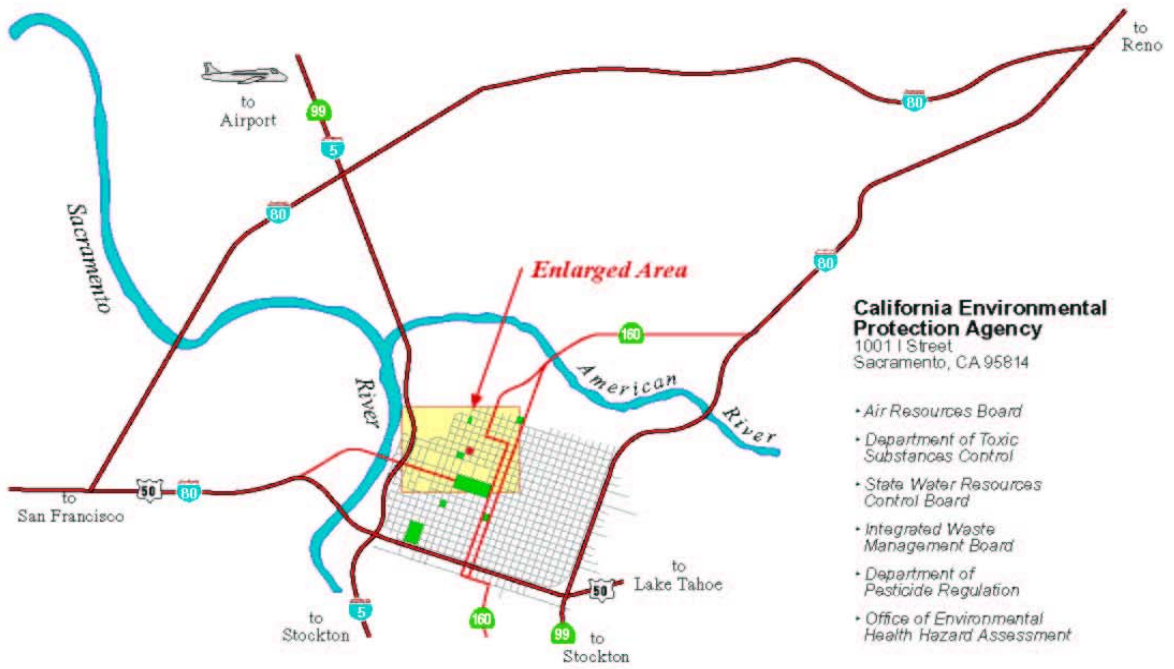 to
Reno
80
to
Airport
99
5
80
Sacramento
Enlarged Area
80
160
California Environmental
Protection Agency
1001 I Street
Sacramento, CA 95814
American
River
River
‣ Air Resources Board
‣ Department of Toxic
Substances Control
‣ State Water Resources
Control Board
‣ Integrated Waste
Management Board
‣ Department of
Pesticide Regulation
‣ Office of Environmental
Health Hazard Assessment
50
80
to
San Francisco
to
Lake Tahoe
50
to
Stockton
5
160
99
to
Stockton